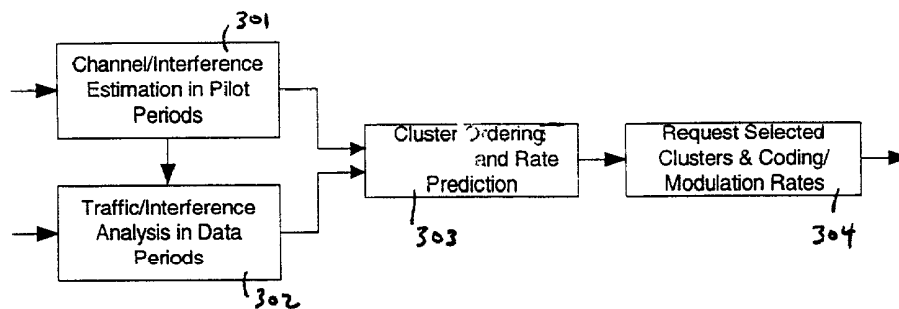 301
Channel/Interference
Estimation in Pilot
Periods
Traffic/Interference
Analysis in Data
Periods
302
Cluster Ordering
and Rate
Prediction
303
Request Selected
Clusters & Coding/
Modulation Rates
304